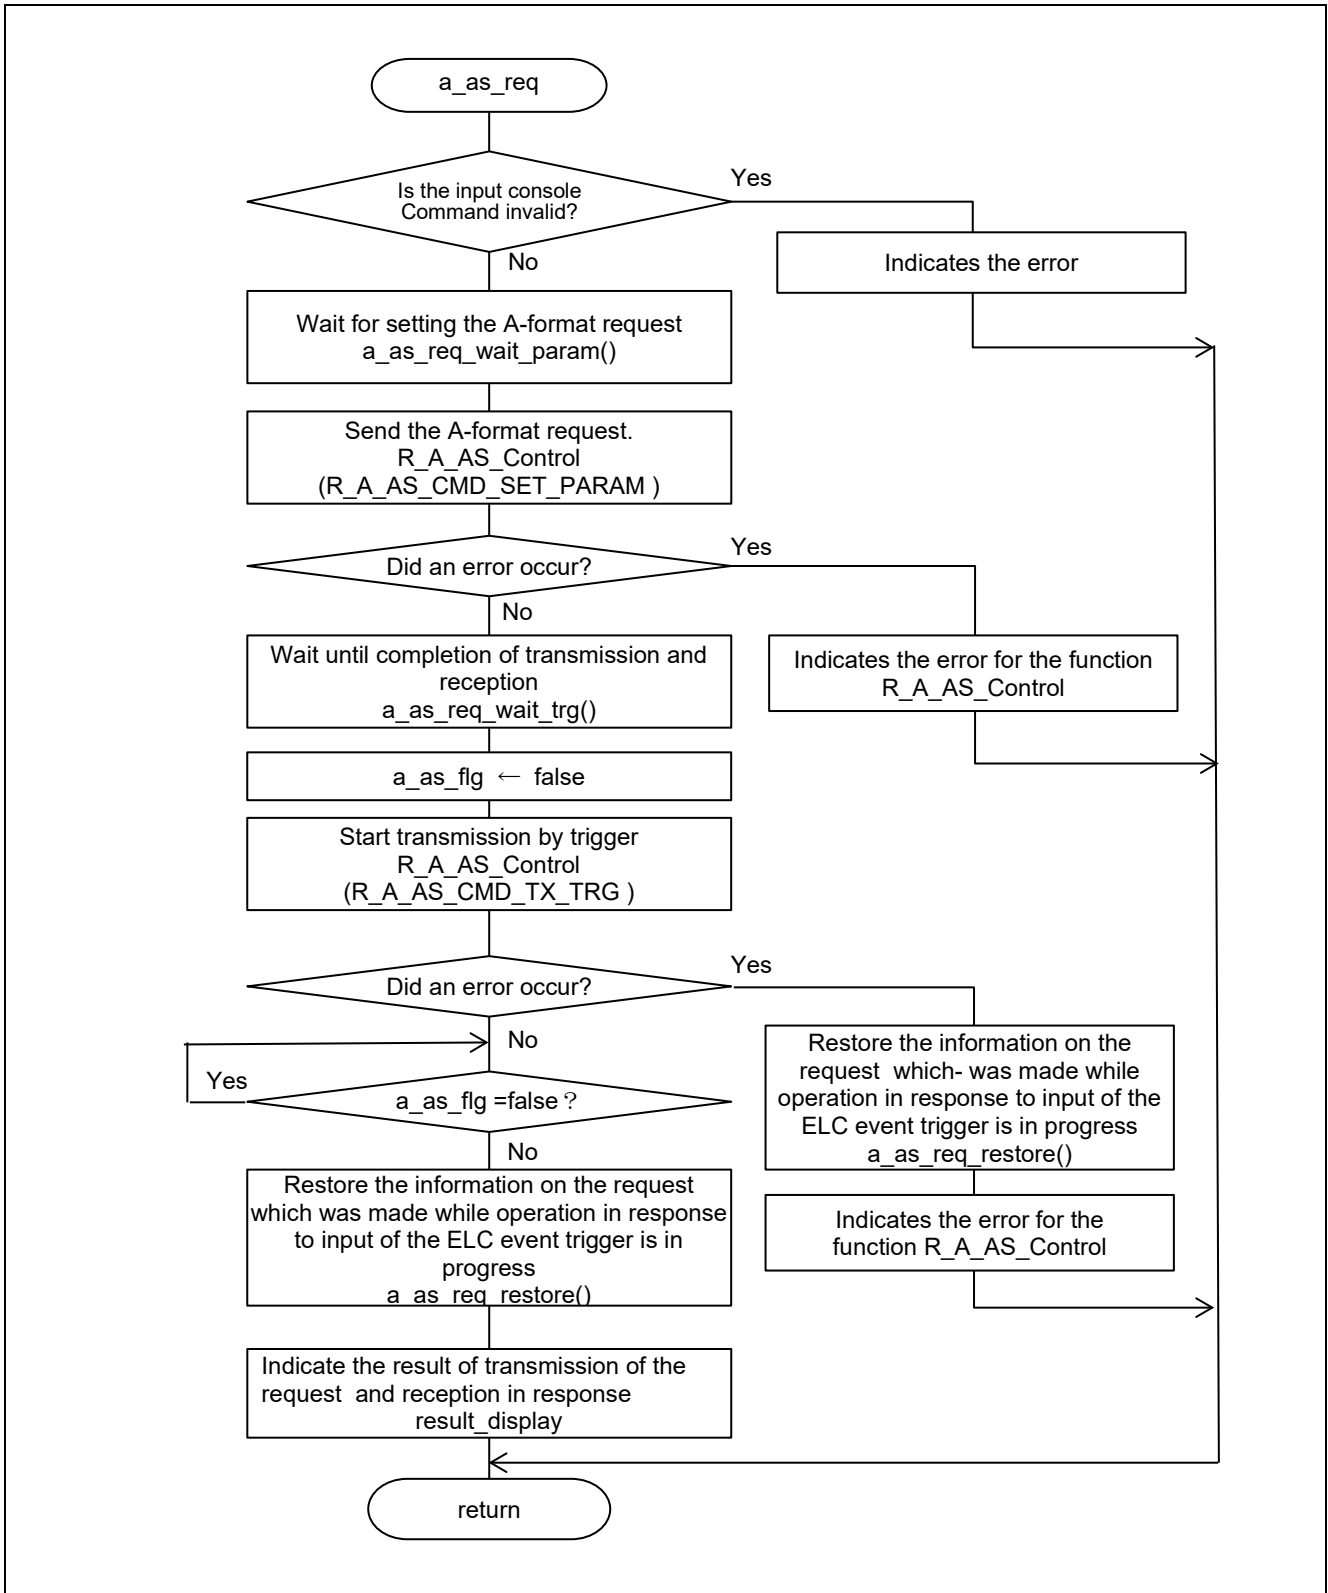 a_as_req
Is the input console
Command invalid?
Yes
No
Indicates the error
Wait for setting the A-format request
a_as_req_wait_param()
Send the A-format request.
R_A_AS_Control
(R_A_AS_CMD_SET_PARAM )
Did an error occur?
Yes
No
Wait until completion of transmission and
reception
a_as_req_wait_trg()
Indicates the error for the function
R_A_AS_Control
a_as_flg ← false
Start transmission by trigger
R_A_AS_Control
(R_A_AS_CMD_TX_TRG )
Did an error occur?
Yes
No
Yes
a_as_flg =false？
No
Restore the information on the
request  which- was made while
operation in response to input of the
ELC event trigger is in progress
a_as_req_restore()
Indicates the error for the
function R_A_AS_Control
Restore the information on the request
which was made while operation in response
to input of the ELC event trigger is in
progress
a_as_req_restore()
Indicate the result of transmission of the
request  and reception in response
result_display
return